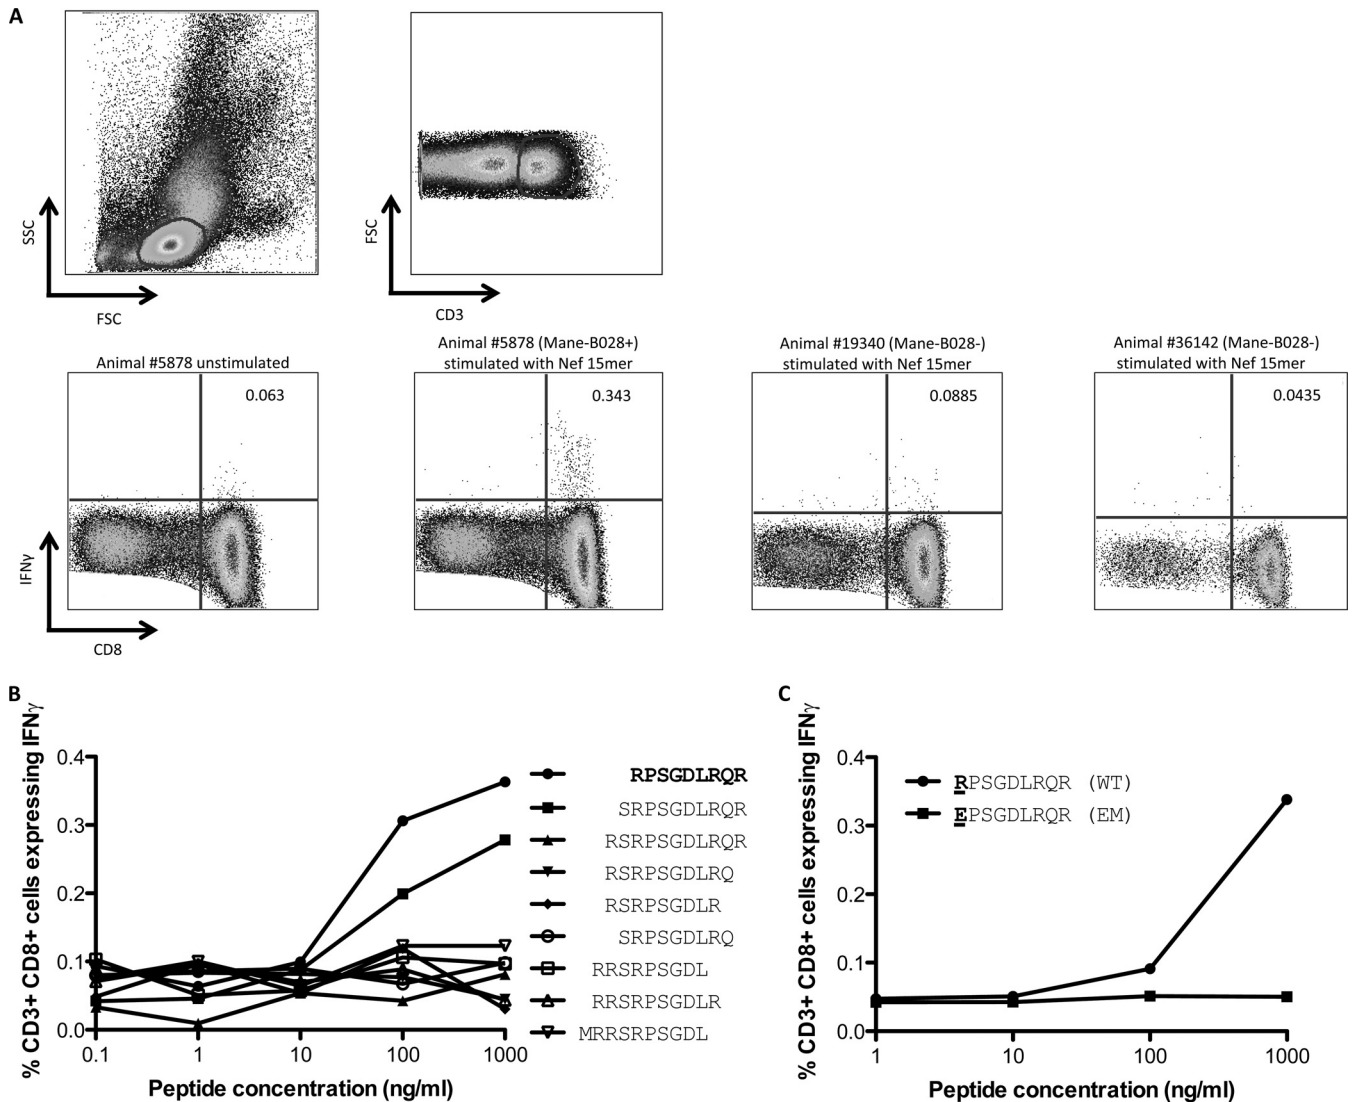 A
SSC
FSC
FSC
CD3
Animal #5878 unstimulated
Animal #5878 (Mane-B028+)
stimulated with Nef 15mer
Animal #19340 (Mane-B028-)
stimulated with Nef 15mer
Animal #36142 (Mane-B028-)
stimulated with Nef 15mer
0.063
0.343
0.0885
0.0435
IFNγ
CD8
B
% CD3+ CD8+ cells expressing IFNγ
0.4
0.3
0.2
0.1
0.0
0.1
1
10
100
1000
Peptide concentration (ng/ml)
RPSGDLRQR
SRPSGDLRQR
RSRPSGDLRQR
RSRPSGDLRQ
RSRPSGDLR
SRPSGDLRQ
RRSRPSGDL
RRSRPSGDLR
MRRSRPSGDL
C
% CD3+ CD8+ cells expressing IFNγ
0.4
0.3
0.2
0.1
0.0
1
10
100
1000
Peptide concentration (ng/ml)
RPSGDLRQR (WT)
EPSGDLRQR (EM)